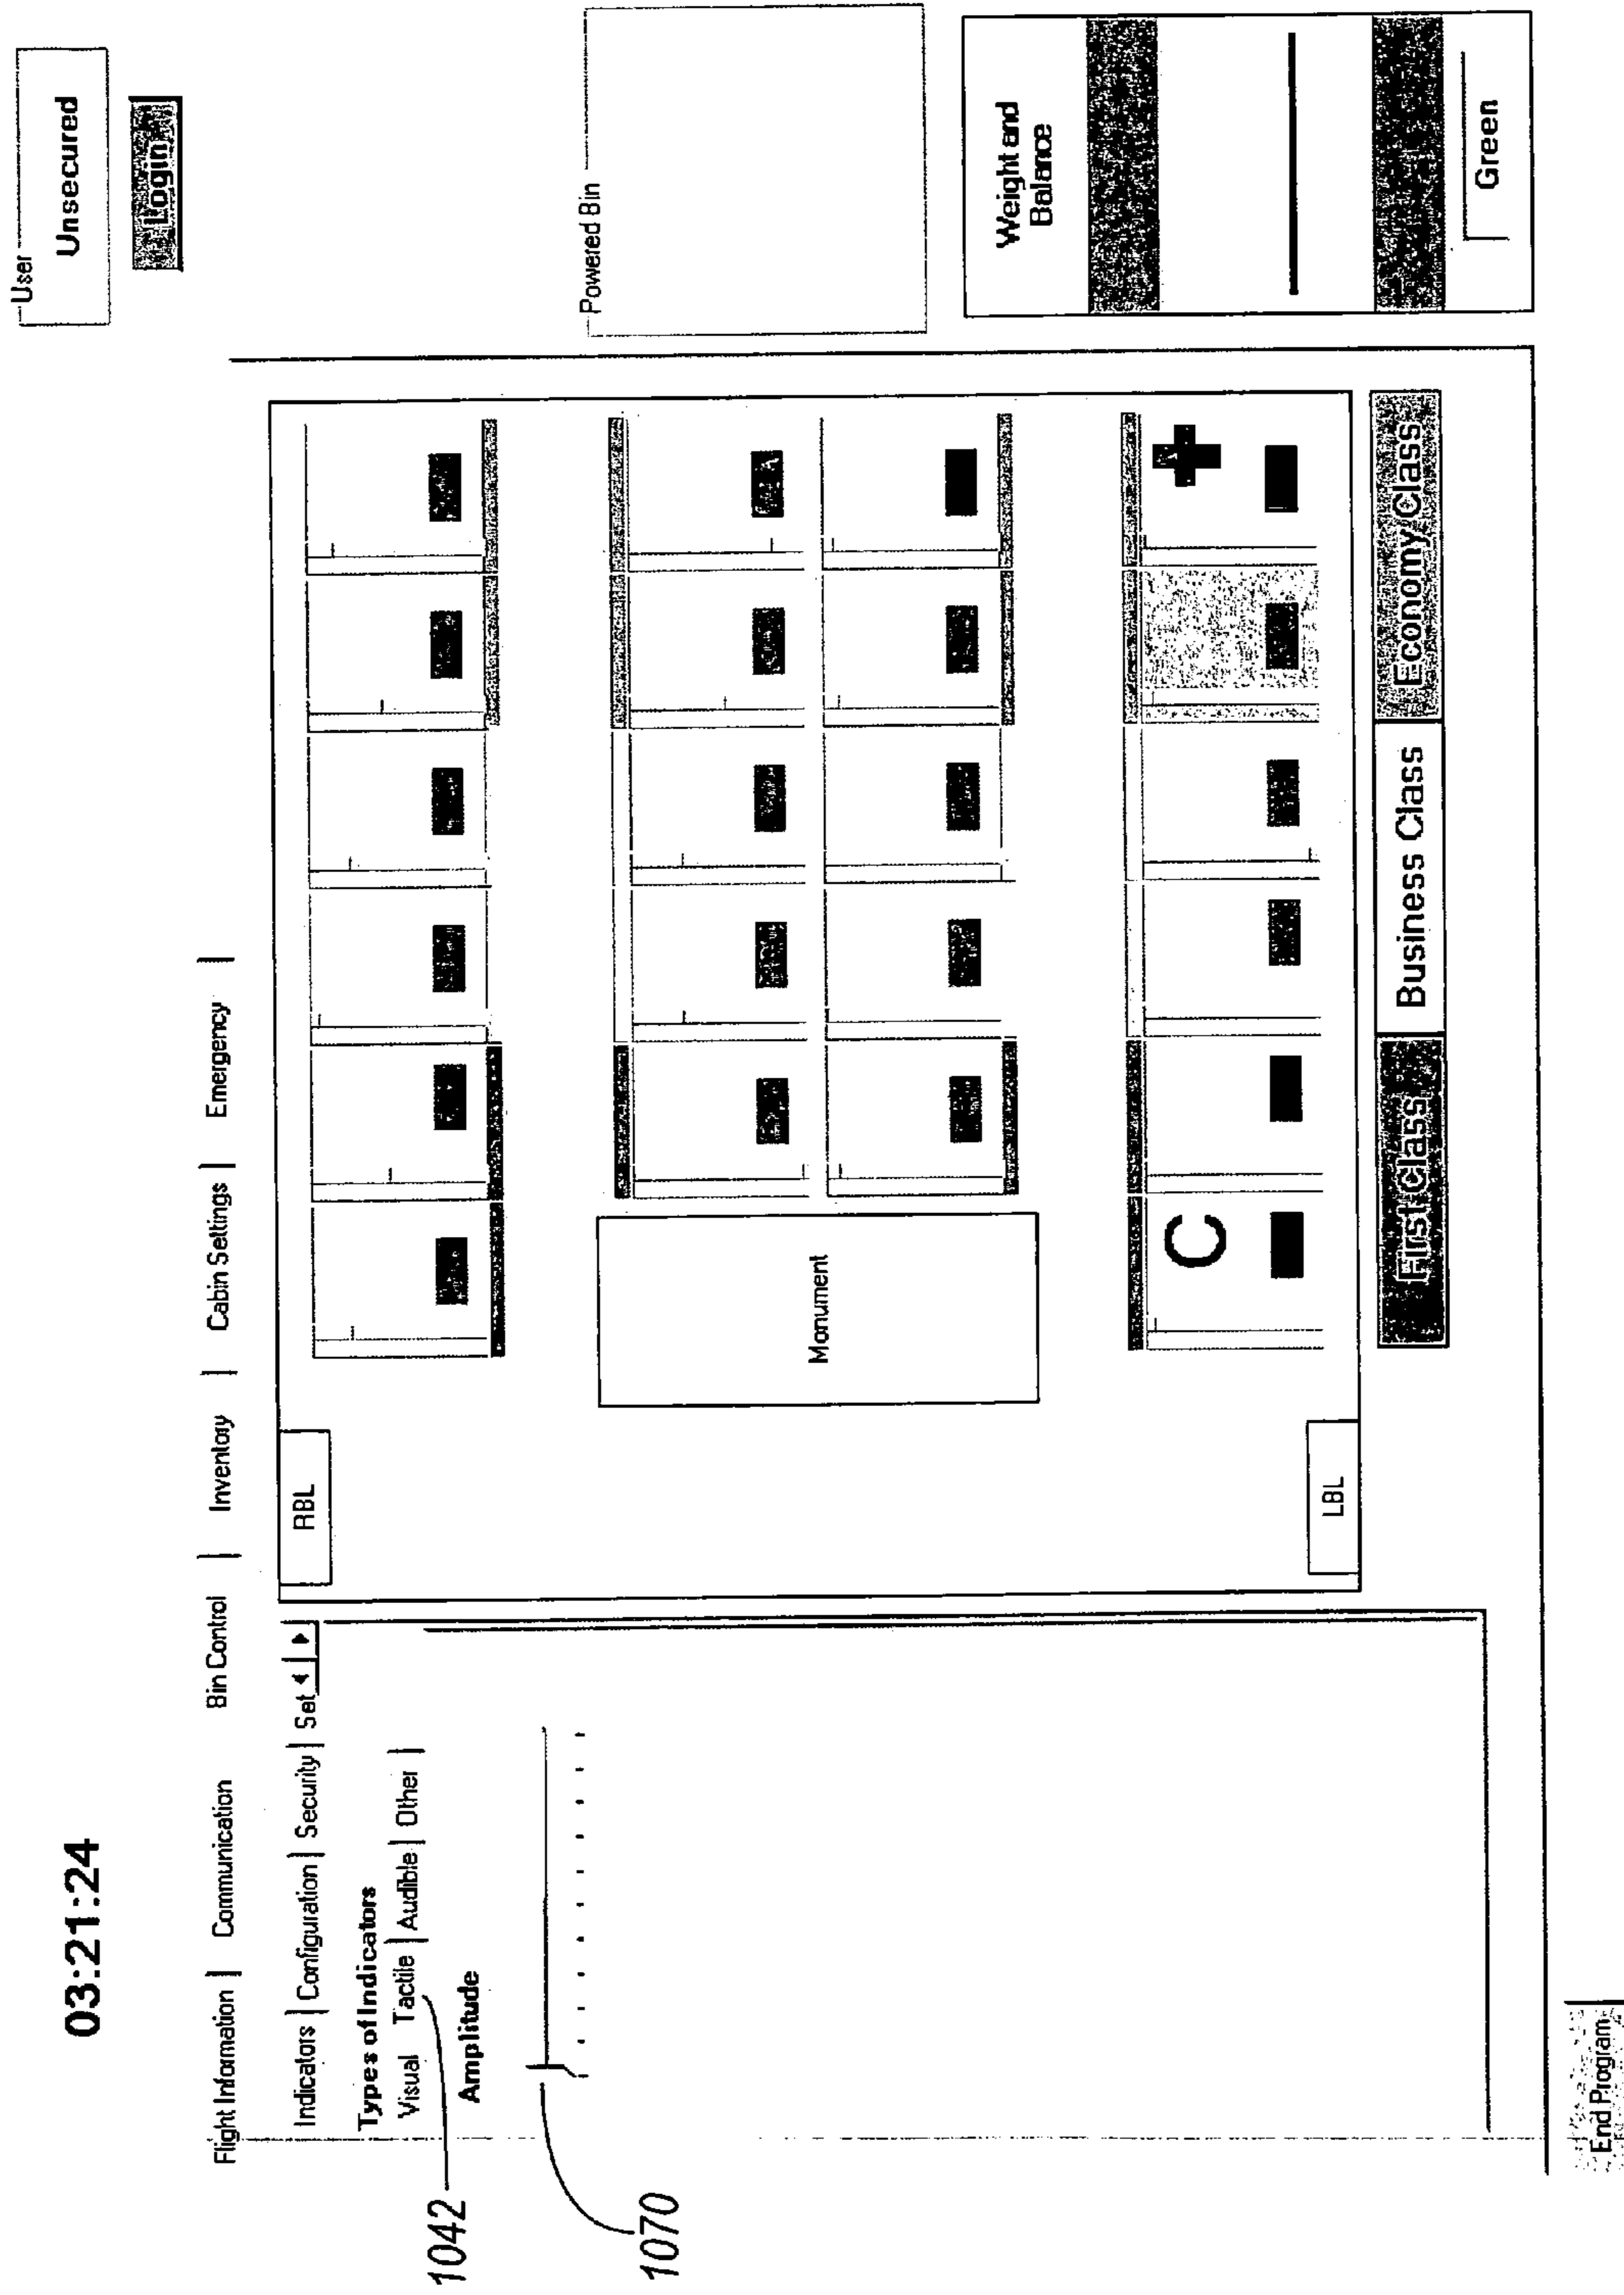 03:21:24
User
Unsecured
Login
Flight Information | Communication Bin Control | Inventory | Cabin Settings | Emergency |
Indicators | Configuration | Security | Set
Types of Indicators
Visual Tactile | Audible | Other |
Amplitude
1042
1070
RBL
Monument
C
LBL
First Class Business Class Economy Class
Powered Bin
Weight and
Balance
Green
End Program